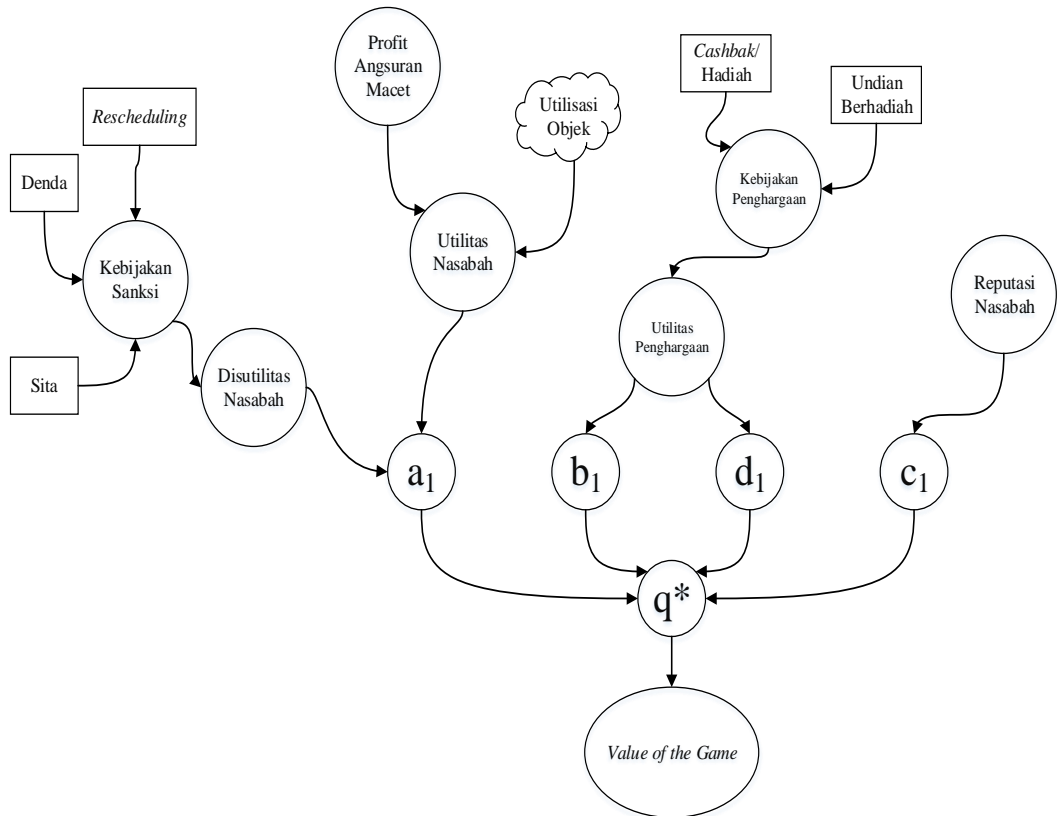 Profit
Angsuran
Macet
Cashbak/
Hadiah
Undian
Berhadiah
Utilisasi
Objek
Rescheduling
Denda
Kebijakan
Penghargaan
Utilitas
Nasabah
Kebijakan
Sanksi
Reputasi
Nasabah
Utilitas
Penghargaan
Sita
Disutilitas
Nasabah
a₁
b₁
d₁
c₁
q*
Value of the Game